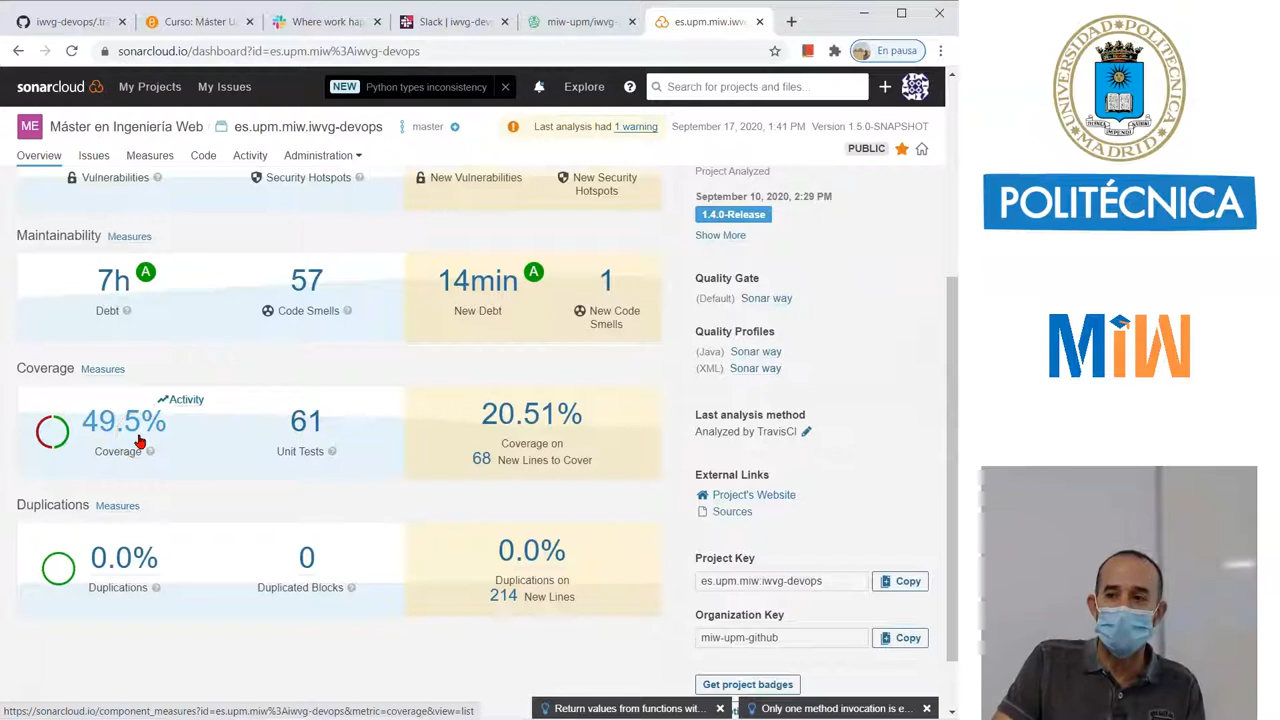 iwvg-devops/.tra
Curso: Máster U
Where work hap
Slack | iwvg-dev
miw-upm/iwvg-
es.upm.miw.iwv
sonarcloud.io/dashboard?id=es.upm.miw%3Aiwvg-devops
En pausa
sonarcloud
My Projects
My Issues
NEW Python types inconsistency
Explore
Search for projects and files...
ME Máster en Ingeniería Web
es.upm.miw.iwvg-devops
master
Last analysis had 1 warning
September 17, 2020, 1:41 PM Version 1.5.0-SNAPSHOT
Overview Issues Measures Code Activity Administration
PUBLIC
Vulnerabilities
Security Hotspots
New Vulnerabilities
New Security
Hotspots
Maintainability Measures
7h A
Debt
57
Code Smells
14min A
New Debt
1
New Code
Smells
Coverage Measures
Activity
49.5%
Coverage
61
Unit Tests
20.51%
Coverage on
68 New Lines to Cover
Duplications Measures
0.0%
Duplications
0
Duplicated Blocks
0.0%
Duplications on
214 New Lines
Project Analyzed
September 10, 2020, 2:29 PM
1.4.0-Release
Show More
Quality Gate
(Default) Sonar way
Quality Profiles
(Java) Sonar way
(XML) Sonar way
Last analysis method
Analyzed by TravisCI
External Links
Project's Website
Sources
Project Key
es.upm.miw:iwvg-devops
Copy
Organization Key
miw-upm-github
Copy
Get project badges
https://sonarcloud.io/component_measures?id=es.upm.miw%3Aiwvg-devops&metric=coverage&view=list
Return values from functions wit...
Only one method invocation is e...
POLITÉCNICA
MiW